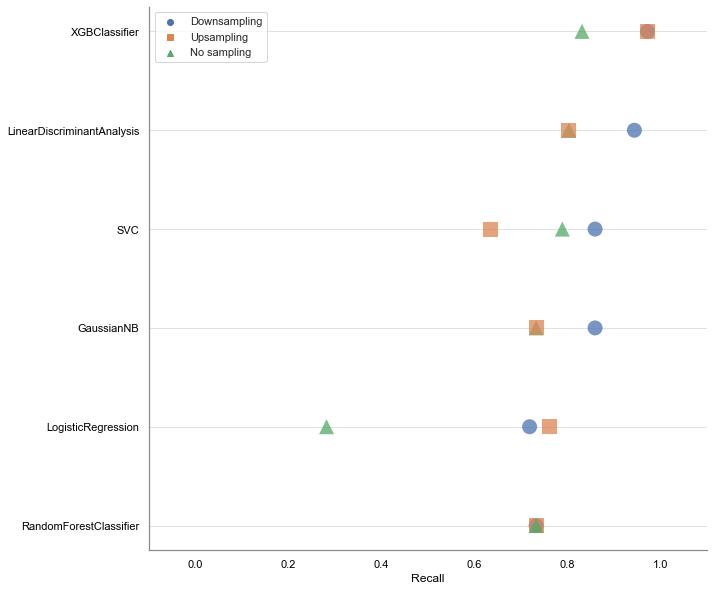 Downsampling
Upsampling
No sampling
XGBClassifier
LinearDiscriminantAnalysis
SVC
GaussianNB
LogisticRegression
RandomForestClassifier
0.0 0.2 0.4 0.6 0.8 1.0
Recall